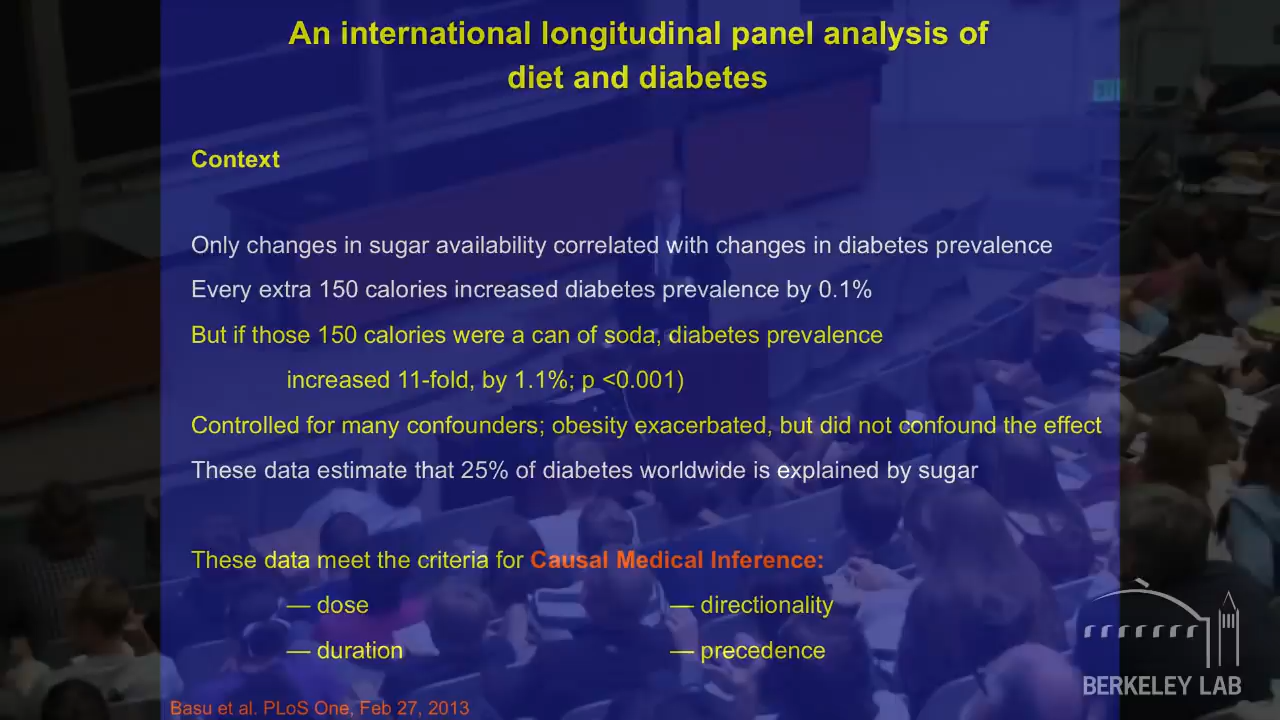 An international longitudinal panel analysis of
diet and diabetes
Context
Only changes in sugar availability correlated with changes in diabetes prevalence
Every extra 150 calories increased diabetes prevalence by 0.1%
But if those 150 calories were a can of soda, diabetes prevalence
increased 11-fold, by 1.1%; p <0.001)
Controlled for many confounders; obesity exacerbated, but did not confound the effect
These data estimate that 25% of diabetes worldwide is explained by sugar
These data meet the criteria for Causal Medical Inference:
— dose — directionality
— duration — precedence
Basu et al. PLoS One, Feb 27, 2013
BERKELEY LAB